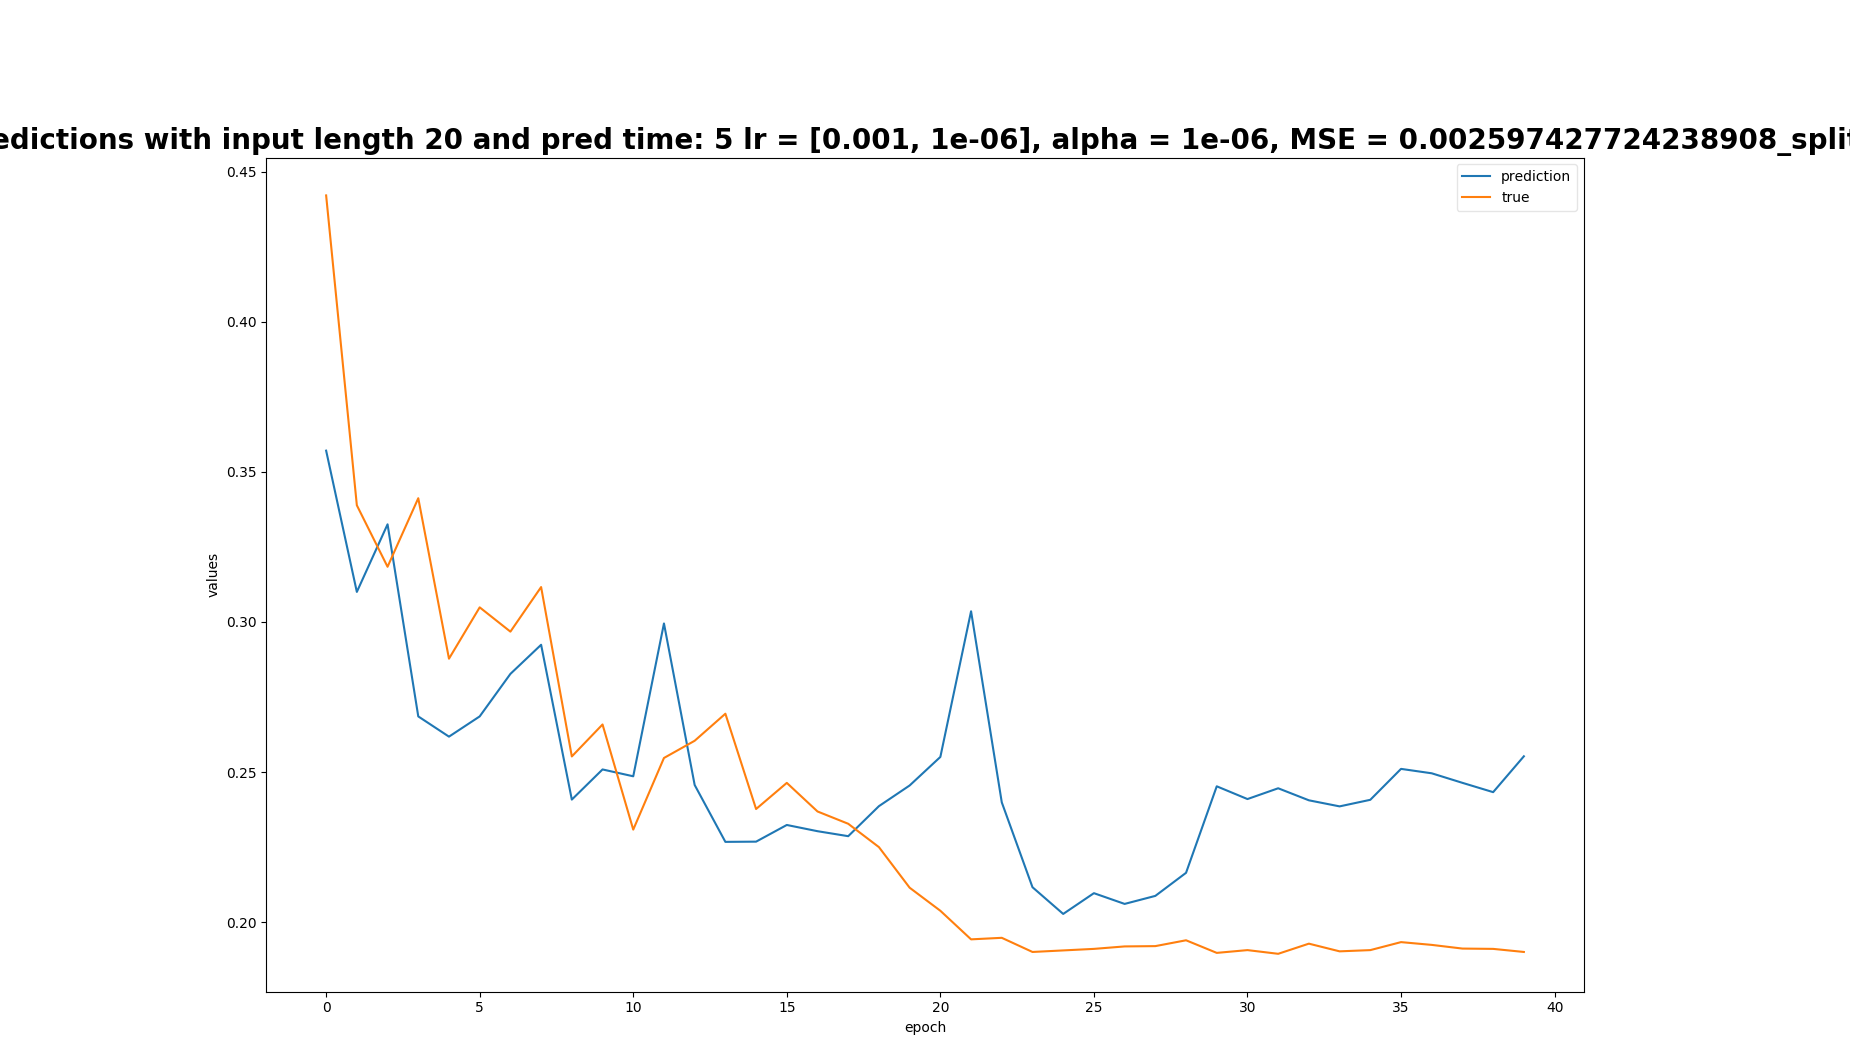 edictions with input length 20 and pred time: 5 lr = [0.001, 1e-06], alpha = 1e-06, MSE = 0.002597427724238908_split
prediction
true
0.45
0.40
0.35
0.30
0.25
0.20
values
0 5 10 15 20 25 30 35 40
epoch